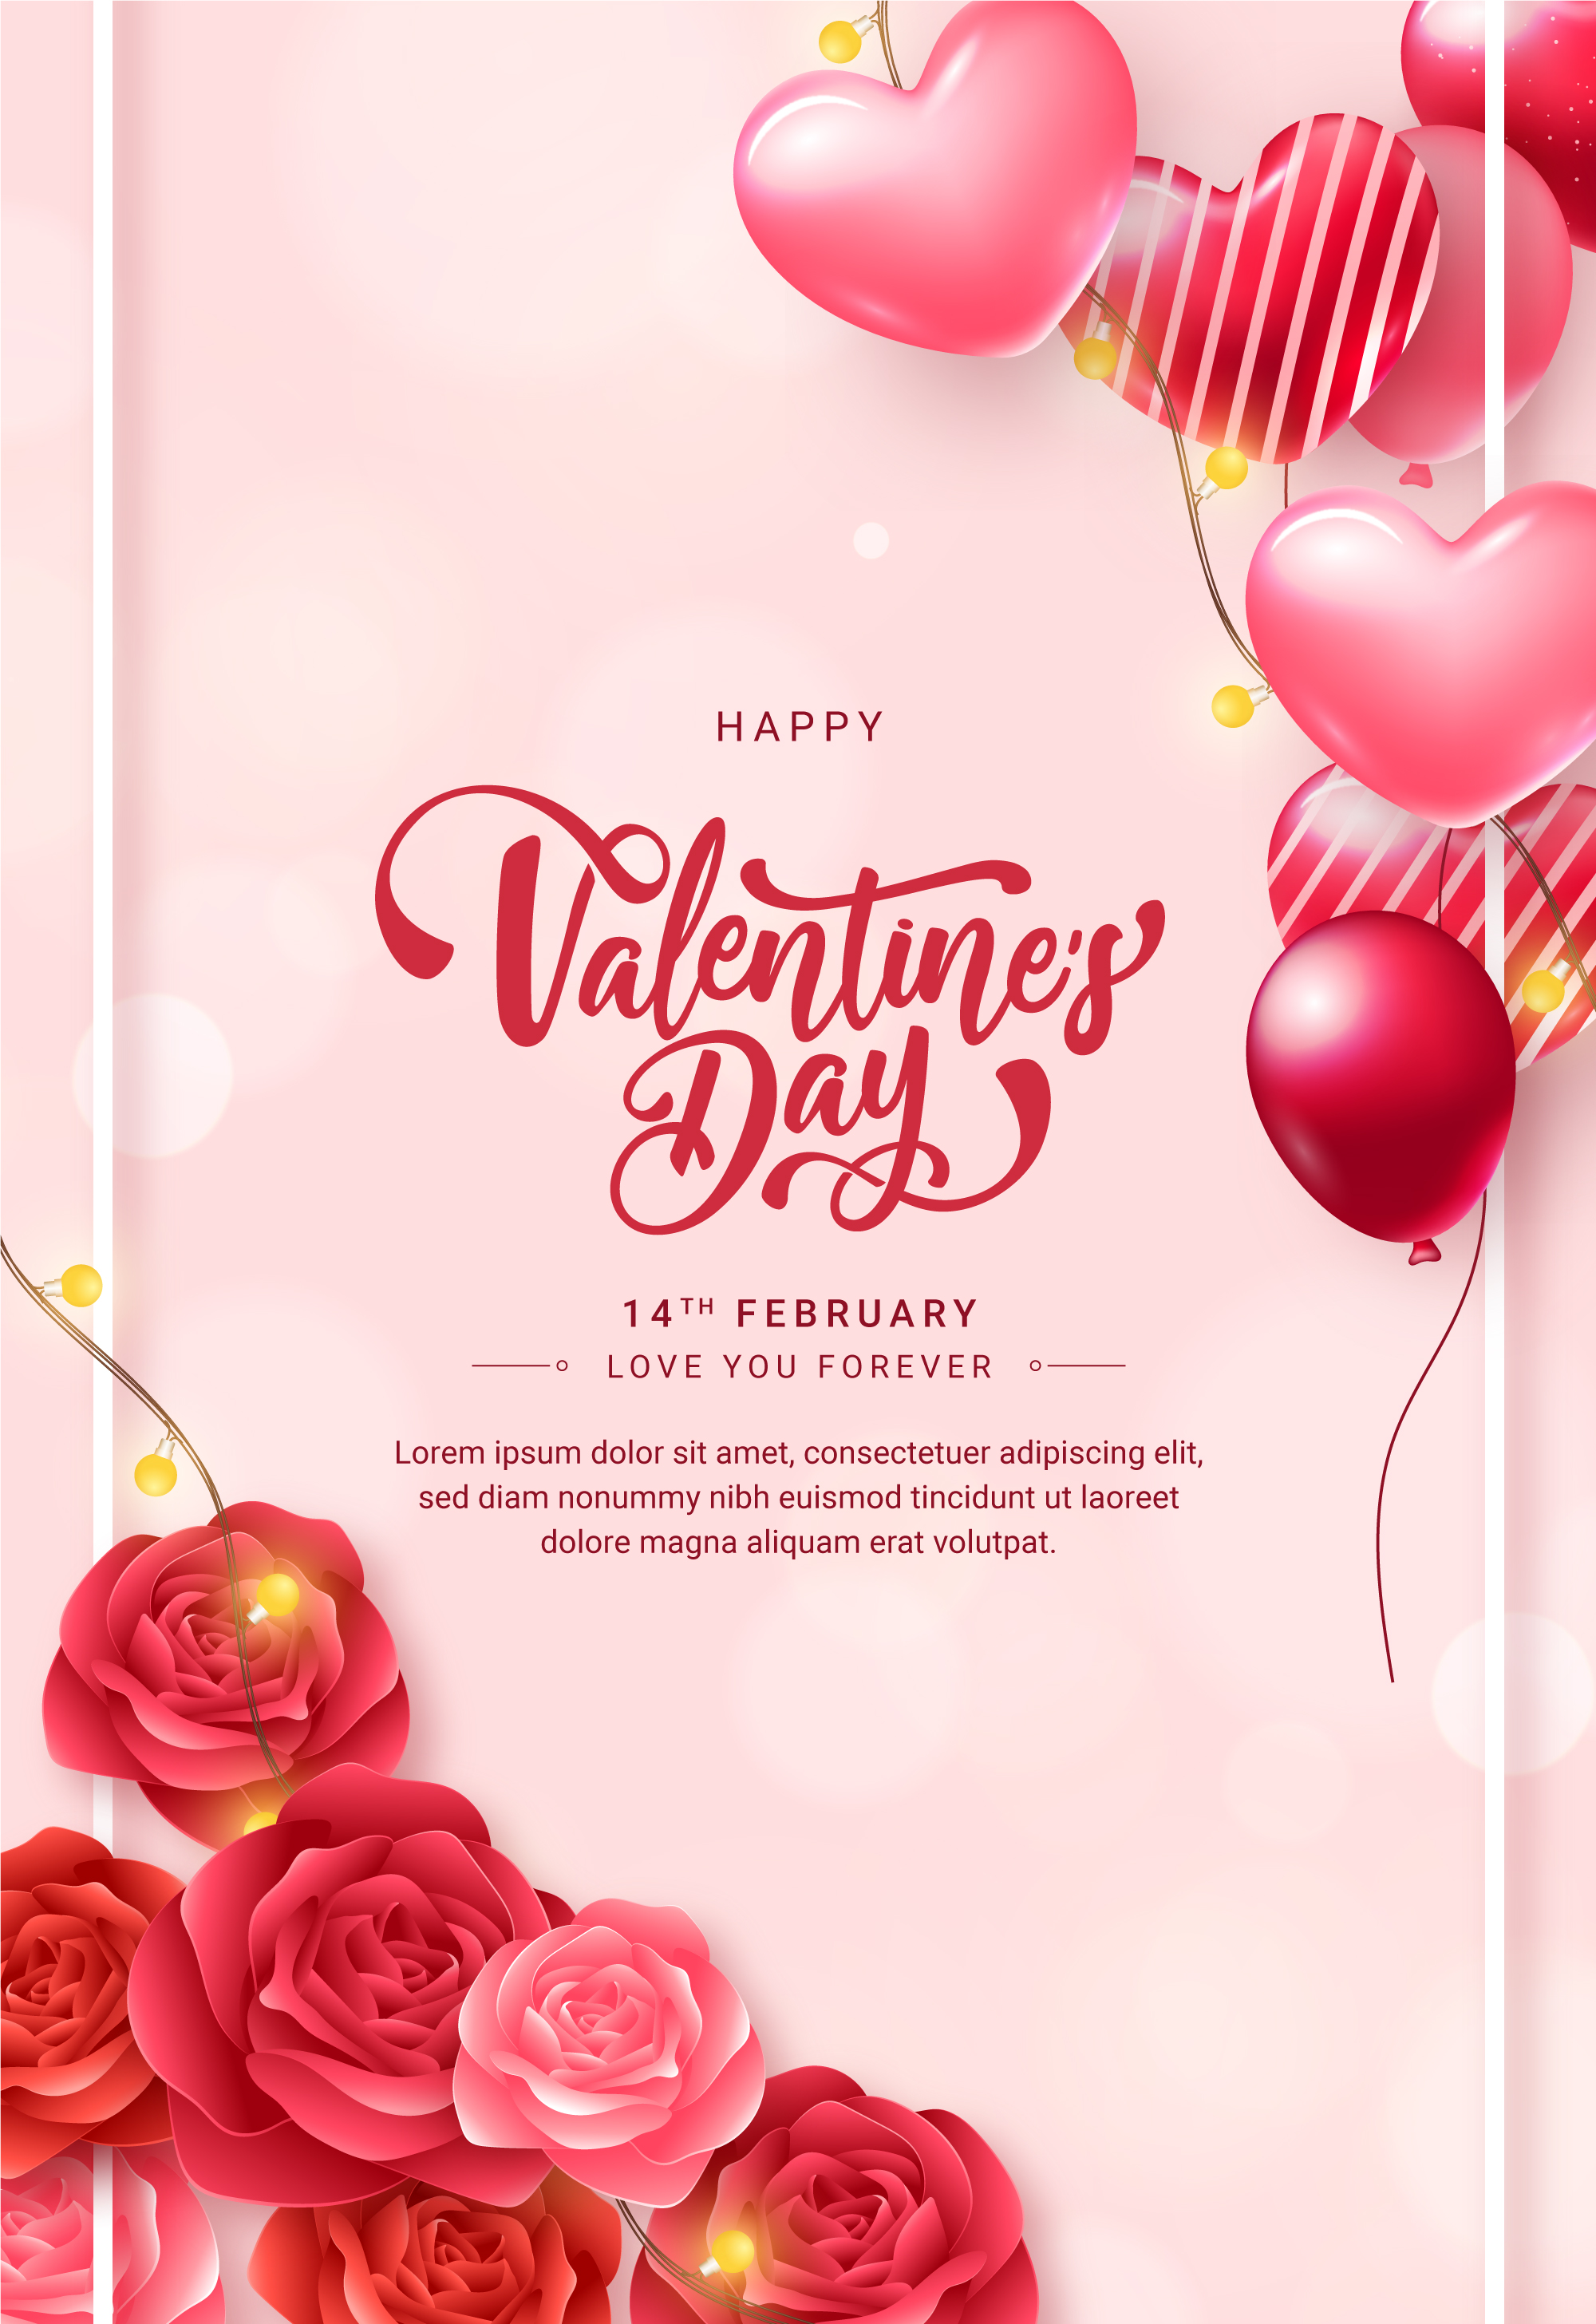 HAPPY
Valentine's
Day
14TH FEBRUARY
LOVE YOU FOREVER
Lorem ipsum dolor sit amet, consectetuer adipiscing elit,
sed diam nonummy nibh euismod tincidunt ut laoreet
dolore magna aliquam erat volutpat.